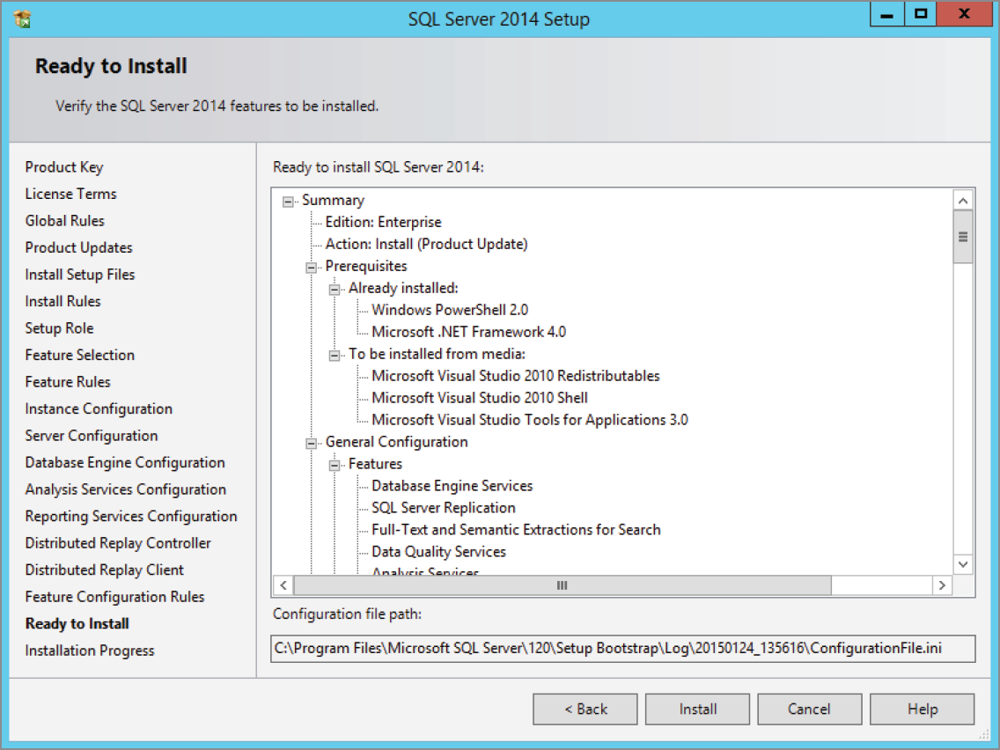 SQL Server 2014 Setup
Ready to Install
Verify the SQL Server 2014 features to be installed.
Product Key
License Terms
Global Rules
Product Updates
Install Setup Files
Install Rules
Setup Role
Feature Selection
Feature Rules
Instance Configuration
Server Configuration
Database Engine Configuration
Analysis Services Configuration
Reporting Services Configuration
Distributed Replay Controller
Distributed Replay Client
Feature Configuration Rules
Ready to Install
Installation Progress
Ready to install SQL Server 2014:
Summary
Edition: Enterprise
Action: Install (Product Update)
Prerequisites
Already installed:
Windows PowerShell 2.0
Microsoft .NET Framework 4.0
To be installed from media:
Microsoft Visual Studio 2010 Redistributables
Microsoft Visual Studio 2010 Shell
Microsoft Visual Studio Tools for Applications 3.0
General Configuration
Features
Database Engine Services
SQL Server Replication
Full-Text and Semantic Extractions for Search
Data Quality Services
Analysis Services
Configuration file path:
C:\Program Files\Microsoft SQL Server\120\Setup Bootstrap\Log\20150124_135616\ConfigurationFile.ini
< Back
Install
Cancel
Help